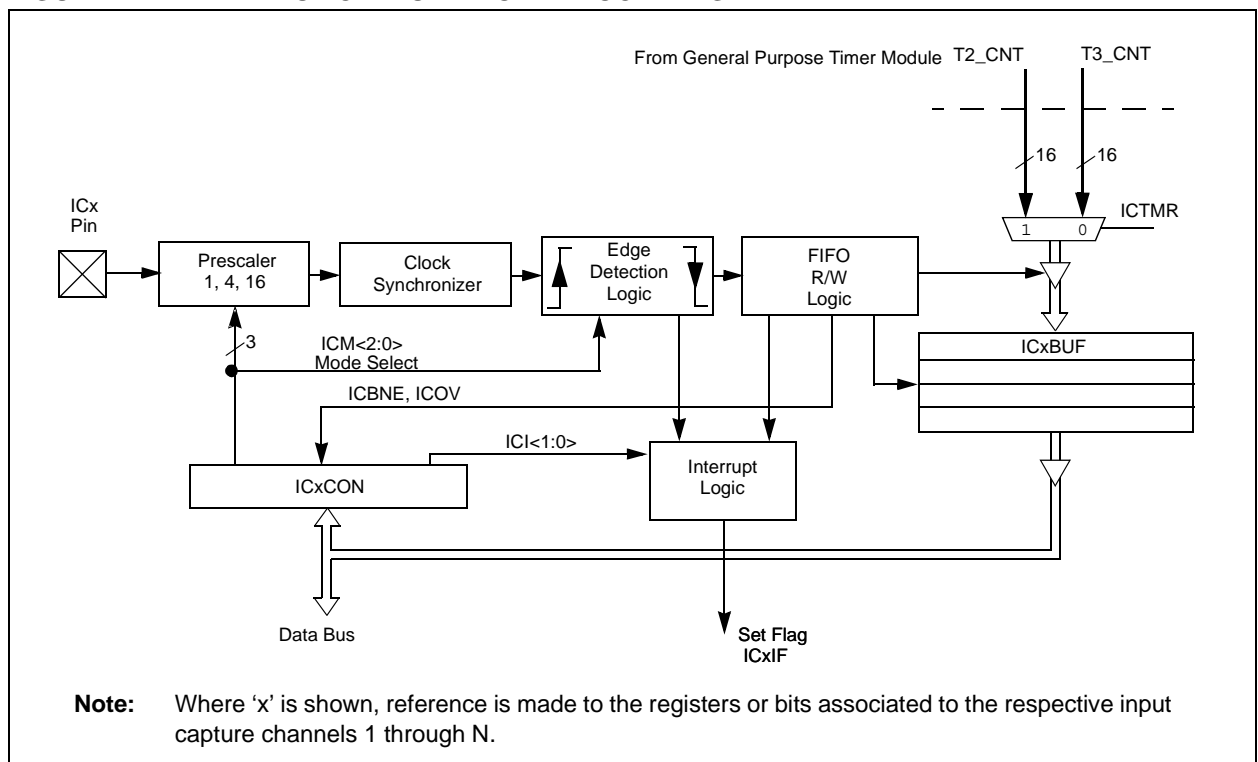 From General Purpose Timer Module T2_CNT T3_CNT
16 16
ICx
Pin
1 0 ICTMR
Prescaler
1, 4, 16
Clock
Synchronizer
Edge
Detection
Logic
FIFO
R/W
Logic
3
ICM<2:0>
Mode Select
ICxBUF
ICBNE, ICOV
ICI<1:0>
ICxCON
Interrupt
Logic
Data Bus
Set Flag
ICxIF
Note: Where ‘x’ is shown, reference is made to the registers or bits associated to the respective input
capture channels 1 through N.